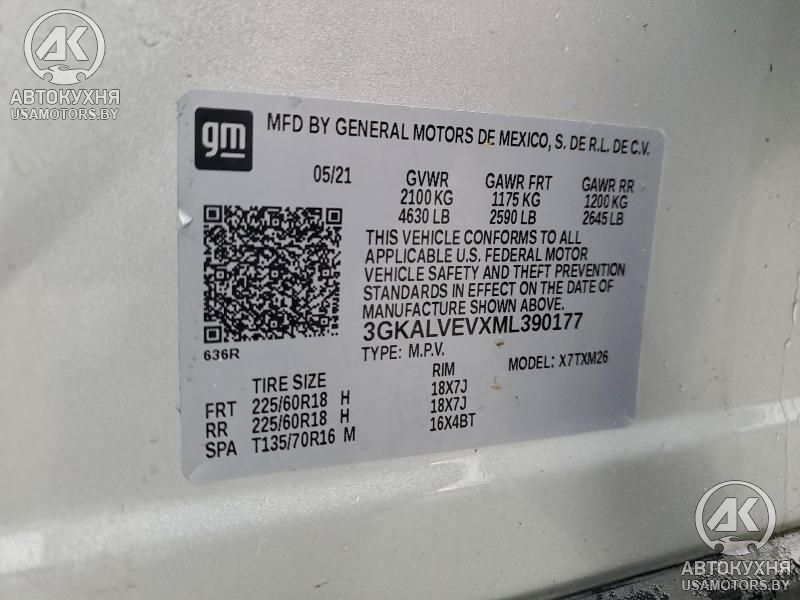 AK
АВТОКУХНЯ
USAMOTORS.BY
gm
MFD BY GENERAL MOTORS DE MEXICO, S. DE R.L. DE C.V.
05/21 GVWR GAWR FRT GAWR RR
2100 KG 1175 KG 1200 KG
4630 LB 2590 LB 2645 LB
THIS VEHICLE CONFORMS TO ALL
APPLICABLE U.S. FEDERAL MOTOR
VEHICLE SAFETY AND THEFT PREVENTION
STANDARDS IN EFFECT ON THE DATE OF
MANUFACTURE SHOWN ABOVE.
3GKALVEVXML390177
636R TYPE: M.P.V. MODEL: X7TXM26
TIRE SIZE RIM
FRT 225/60R18 H 18X7J
RR 225/60R18 H 18X7J
SPA T135/70R16 M 16X4BT
AK
АВТОКУХНЯ
USAMOTORS.BY